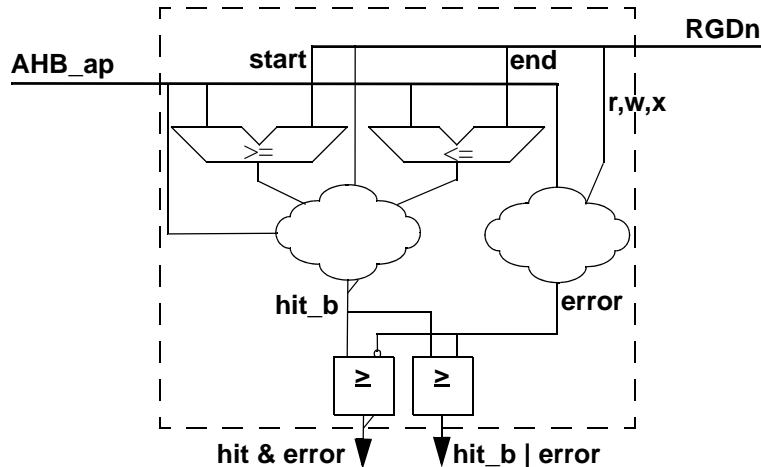 RGDn
AHB_ap
start
end
r,w,x
>=
<=
hit_b
error
≥
≥
hit & error
hit_b | error